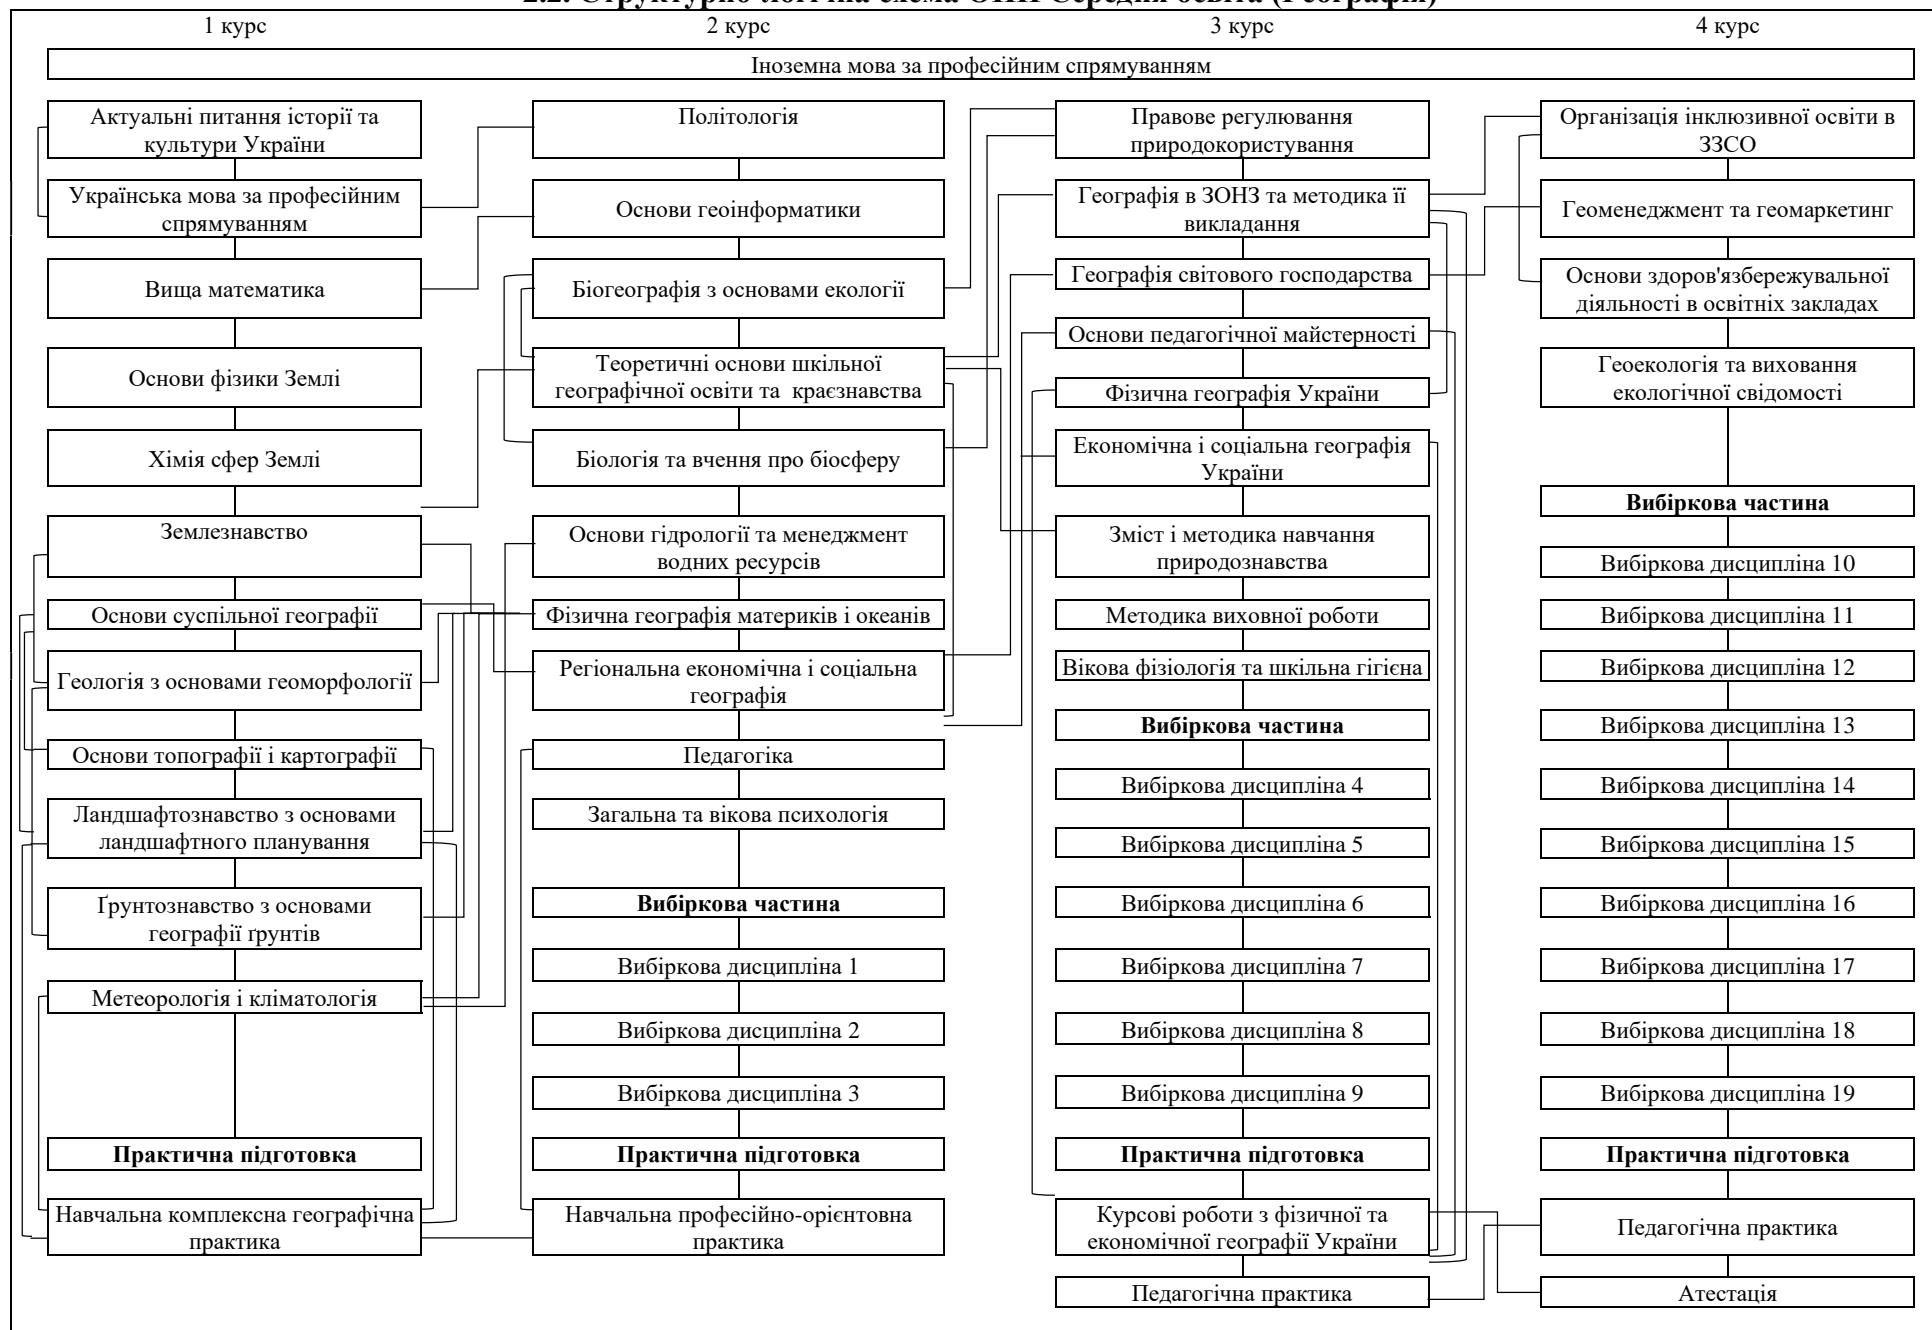 2.2. Структурно-логічна схема ОПП Середня освіта (Географія)
1 курс
2 курс
3 курс
4 курс
Іноземна мова за професійним спрямуванням
Актуальні питання історії та
культури України
Українська мова за професійним
спрямуванням
Вища математика
Основи фізики Землі
Хімія сфер Землі
Землезнавство
Основи суспільної географії
Геологія з основами геоморфології
Основи топографії і картографії
Ландшафтознавство з основами
ландшафтного планування
Ґрунтознавство з основами
географії ґрунтів
Метеорологія і кліматологія
Практична підготовка
Навчальна комплексна географічна
практика
Політологія
Основи геоінформатики
Біогеографія з основами екології
Теоретичні основи шкільної
географічної освіти та краєзнавства
Біологія та вчення про біосферу
Основи гідрології та менеджмент
водних ресурсів
Фізична географія материків і океанів
Регіональна економічна і соціальна
географія
Педагогіка
Загальна та вікова психологія
Вибіркова частина
Вибіркова дисципліна 1
Вибіркова дисципліна 2
Вибіркова дисципліна 3
Практична підготовка
Навчальна професійно-орієнтовна
практика
Правове регулювання
природокористування
Географія в ЗОНЗ та методика її
викладання
Географія світового господарства
Основи педагогічної майстерності
Фізична географія України
Економічна і соціальна географія
України
Зміст і методика навчання
природознавства
Методика виховної роботи
Вікова фізіологія та шкільна гігієна
Вибіркова частина
Вибіркова дисципліна 4
Вибіркова дисципліна 5
Вибіркова дисципліна 6
Вибіркова дисципліна 7
Вибіркова дисципліна 8
Вибіркова дисципліна 9
Практична підготовка
Курсові роботи з фізичної та
економічної географії України
Педагогічна практика
Організація інклюзивної освіти в
ЗЗСО
Геоменеджмент та геомаркетинг
Основи здоров'язбережувальної
діяльності в освітніх закладах
Геоекологія та виховання
екологічної свідомості
Вибіркова частина
Вибіркова дисципліна 10
Вибіркова дисципліна 11
Вибіркова дисципліна 12
Вибіркова дисципліна 13
Вибіркова дисципліна 14
Вибіркова дисципліна 15
Вибіркова дисципліна 16
Вибіркова дисципліна 17
Вибіркова дисципліна 18
Вибіркова дисципліна 19
Практична підготовка
Педагогічна практика
Атестація